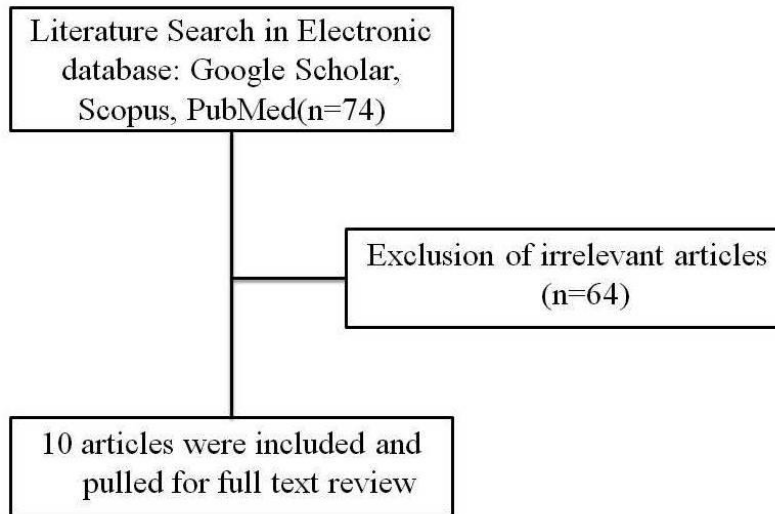 Literature Search in Electronic
database: Google Scholar,
Scopus, PubMed(n=74)
Exclusion of irrelevant articles
(n=64)
10 articles were included and
pulled for full text review